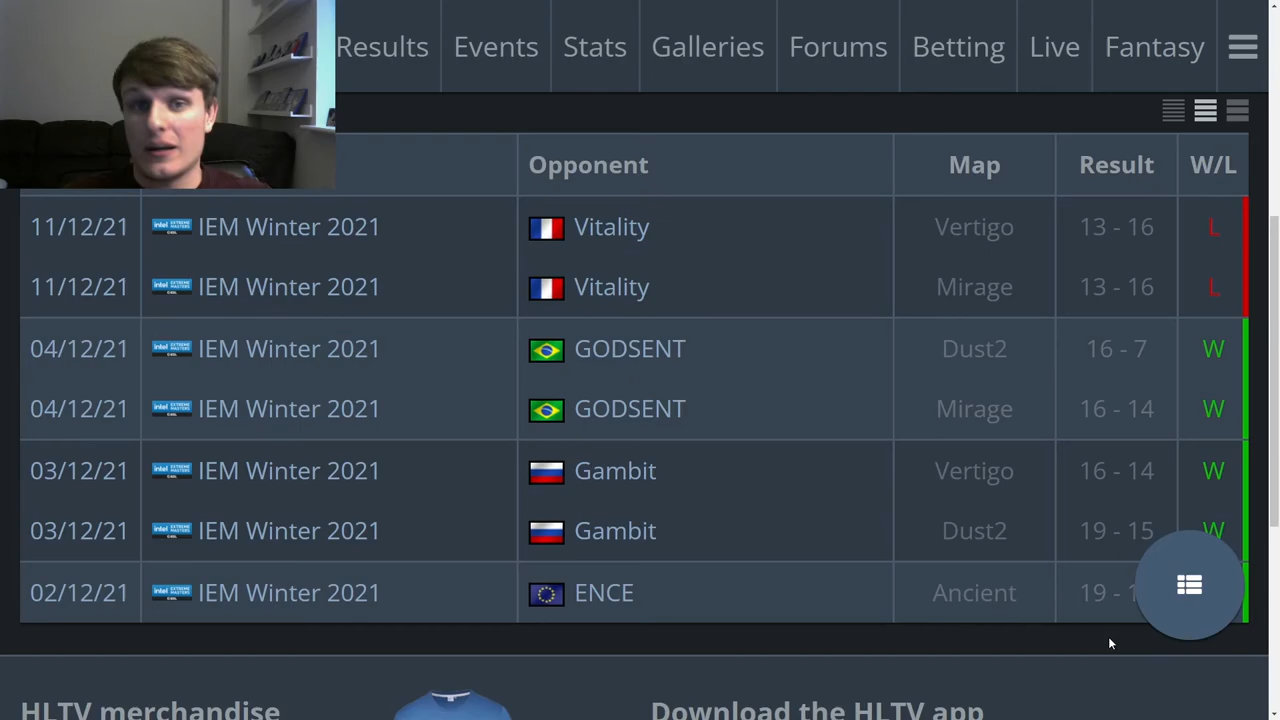 Results Events Stats Galleries Forums Betting Live Fantasy
Opponent Map Result W/L
11/12/21 IEM Winter 2021 Vitality Vertigo 13 - 16 L
11/12/21 IEM Winter 2021 Vitality Mirage 13 - 16 L
04/12/21 IEM Winter 2021 GODSENT Dust2 16 - 7 W
04/12/21 IEM Winter 2021 GODSENT Mirage 16 - 14 W
03/12/21 IEM Winter 2021 Gambit Vertigo 16 - 14 W
03/12/21 IEM Winter 2021 Gambit Dust2 19 - 15 W
02/12/21 IEM Winter 2021 ENCE Ancient 19 -
HLTV merchandise Download the HLTV app